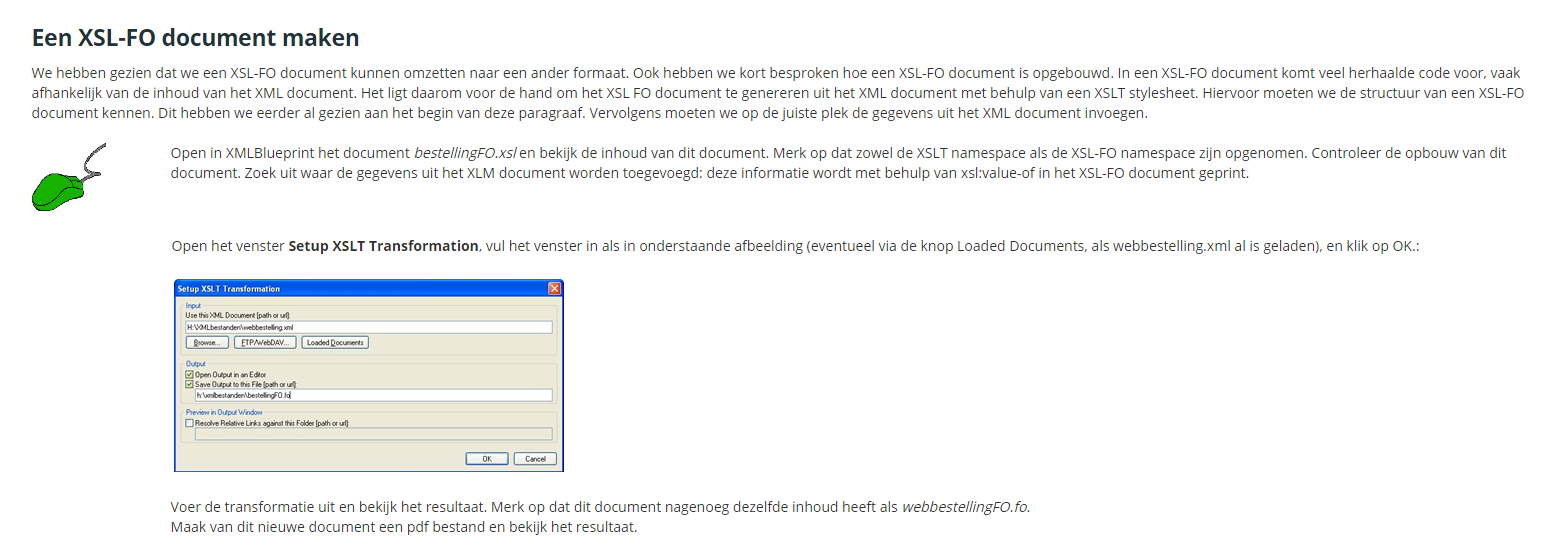 Een XSL-FO document maken
We hebben gezien dat we een XSL-FO document kunnen omzetten naar een ander formaat. Ook hebben we kort besproken hoe een XSL-FO document is opgebouwd. In een XSL-FO document komt veel herhaalde code voor, vaak
afhankelijk van de inhoud van het XML document. Het ligt daarom voor de hand om het XSL FO document te genereren uit het XML document met behulp van een XSLT stylesheet. Hiervoor moeten we de structuur van een XSL-FO
document kennen. Dit hebben we eerder al gezien aan het begin van deze paragraaf. Vervolgens moeten we op de juiste plek de gegevens uit het XML document invoegen.
Open in XMLBlueprint het document bestellingFO.xsl en bekijk de inhoud van dit document. Merk op dat zowel de XSLT namespace als de XSL-FO namespace zijn opgenomen. Controleer de opbouw van dit
document. Zoek uit waar de gegevens uit het XLM document worden toegevoegd: deze informatie wordt met behulp van xsl:value-of in het XSL-FO document geprint.
Open het venster Setup XSLT Transformation, vul het venster in als in onderstaande afbeelding (eventueel via de knop Loaded Documents, als webbestelling.xml al is geladen), en klik op OK.:
Setup XSLT Transformation
Input
Use this XML Document [path or url]:
H:\XMLbestanden\webbestelling.xml
Browse... FTP/WebDAV... Loaded Documents
Output
Open Output in an Editor
Save Output to this File [path or url]:
h:\xmlbestanden\bestellingFO.fo
Preview in Output Window
Resolve Relative Links against this Folder [path or url]:
OK Cancel
Voer de transformatie uit en bekijk het resultaat. Merk op dat dit document nagenoeg dezelfde inhoud heeft als webbestellingFO.fo.
Maak van dit nieuwe document een pdf bestand en bekijk het resultaat.